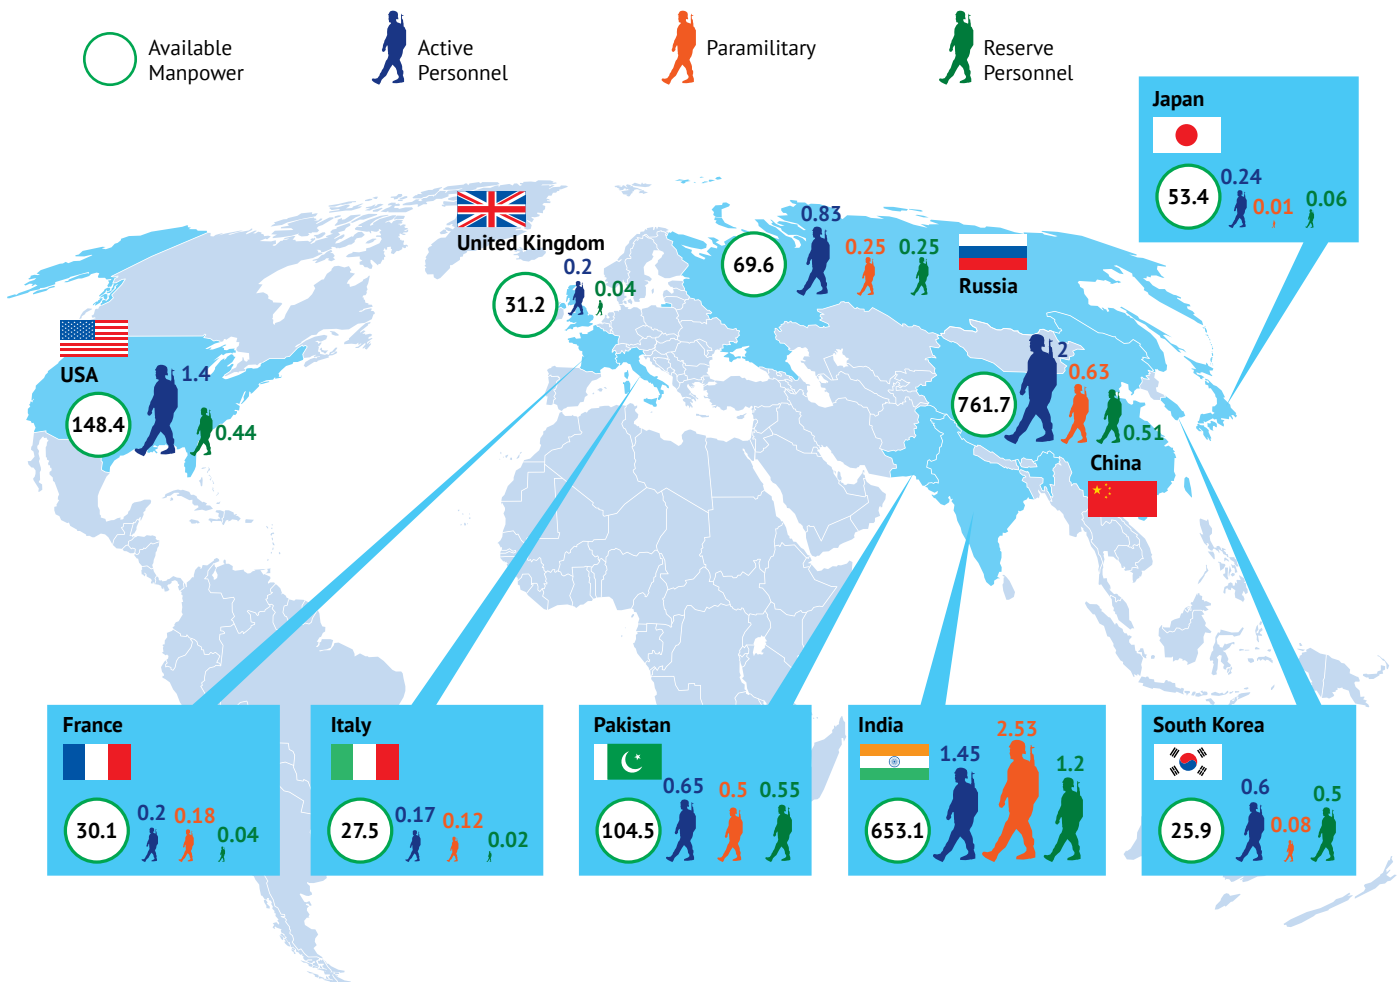 Available
Manpower
Active
Personnel
Paramilitary
Reserve
Personnel
Japan
53.4
0.24
0.01
0.06
United Kingdom
31.2
0.2
0.04
69.6
0.83
0.25
0.25
Russia
USA
148.4
1.4
0.44
761.7
2
0.63
0.51
China
France
30.1
0.2
0.18
0.04
Italy
27.5
0.17
0.12
0.02
Pakistan
104.5
0.65
0.5
0.55
India
653.1
1.45
2.53
1.2
South Korea
25.9
0.6
0.08
0.5